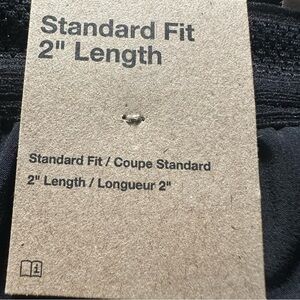 Standard Fit
2" Length
Standard Fit / Coupe Standard
2" Length / Longueur 2"